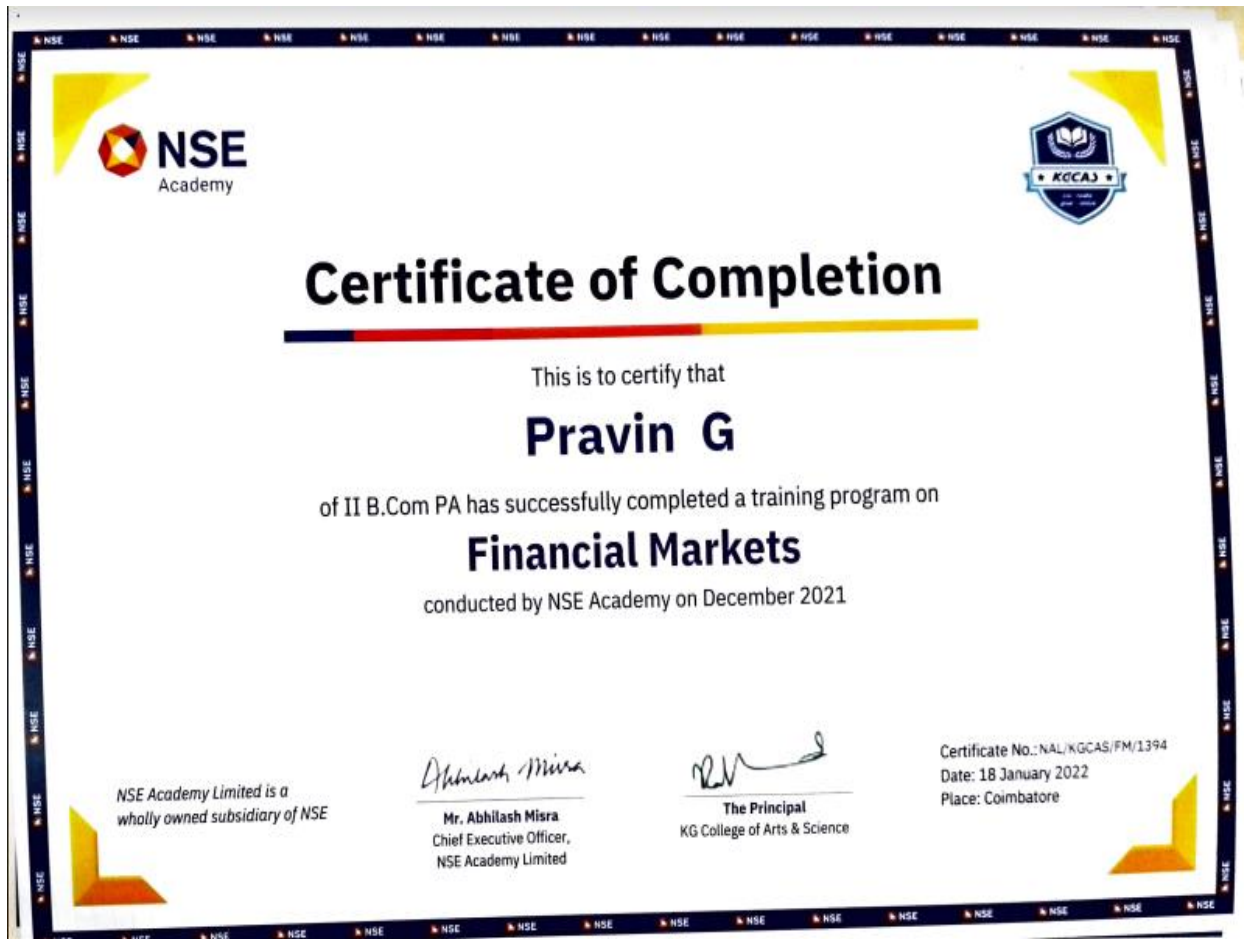 NSE
Academy
KGCAS
Certificate of Completion
This is to certify that
Pravin G
of II B.Com PA has successfully completed a training program on
Financial Markets
conducted by NSE Academy on December 2021
NSE Academy Limited is a
wholly owned subsidiary of NSE
Abhilash Misra
Mr. Abhilash Misra
Chief Executive Officer,
NSE Academy Limited
The Principal
KG College of Arts & Science
Certificate No.:NAL/KGCAS/FM/1394
Date: 18 January 2022
Place: Coimbatore